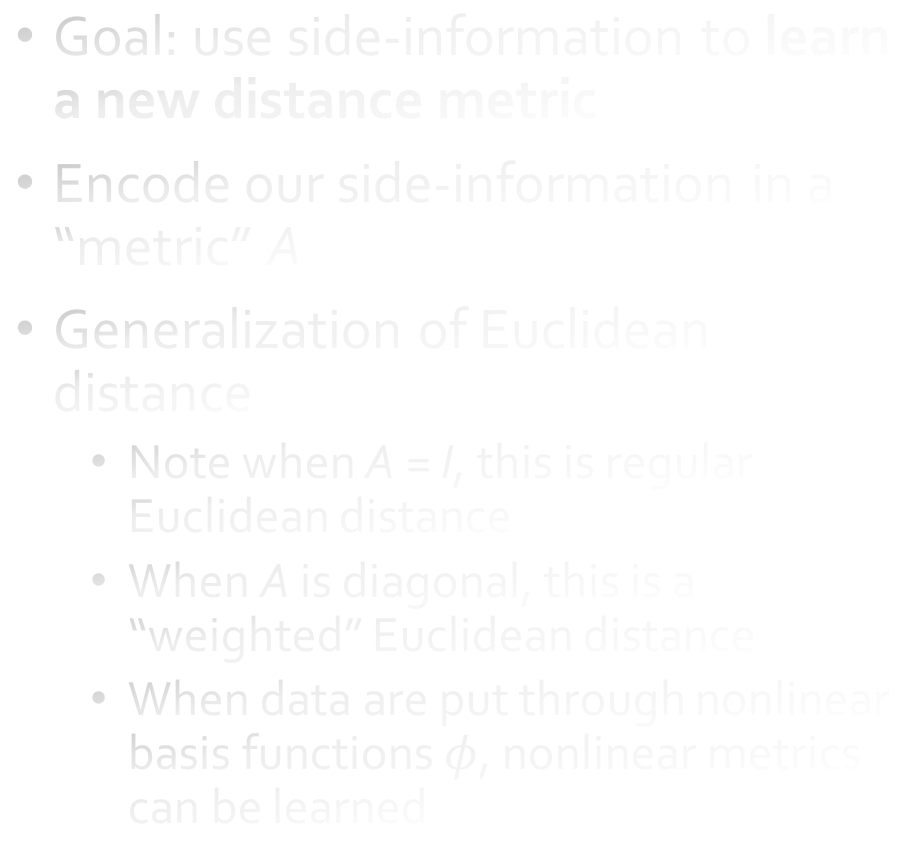 • Goal: use side-information to learn
a new distance metric
• Encode our side-information in a
“metric” A
• Generalization of Euclidean
distance
• Note when A = I, this is regular
Euclidean distance
• When A is diagonal, this is a
“weighted” Euclidean distance
• When data are put through nonlinear
basis functions ϕ, nonlinear metrics
can be learned